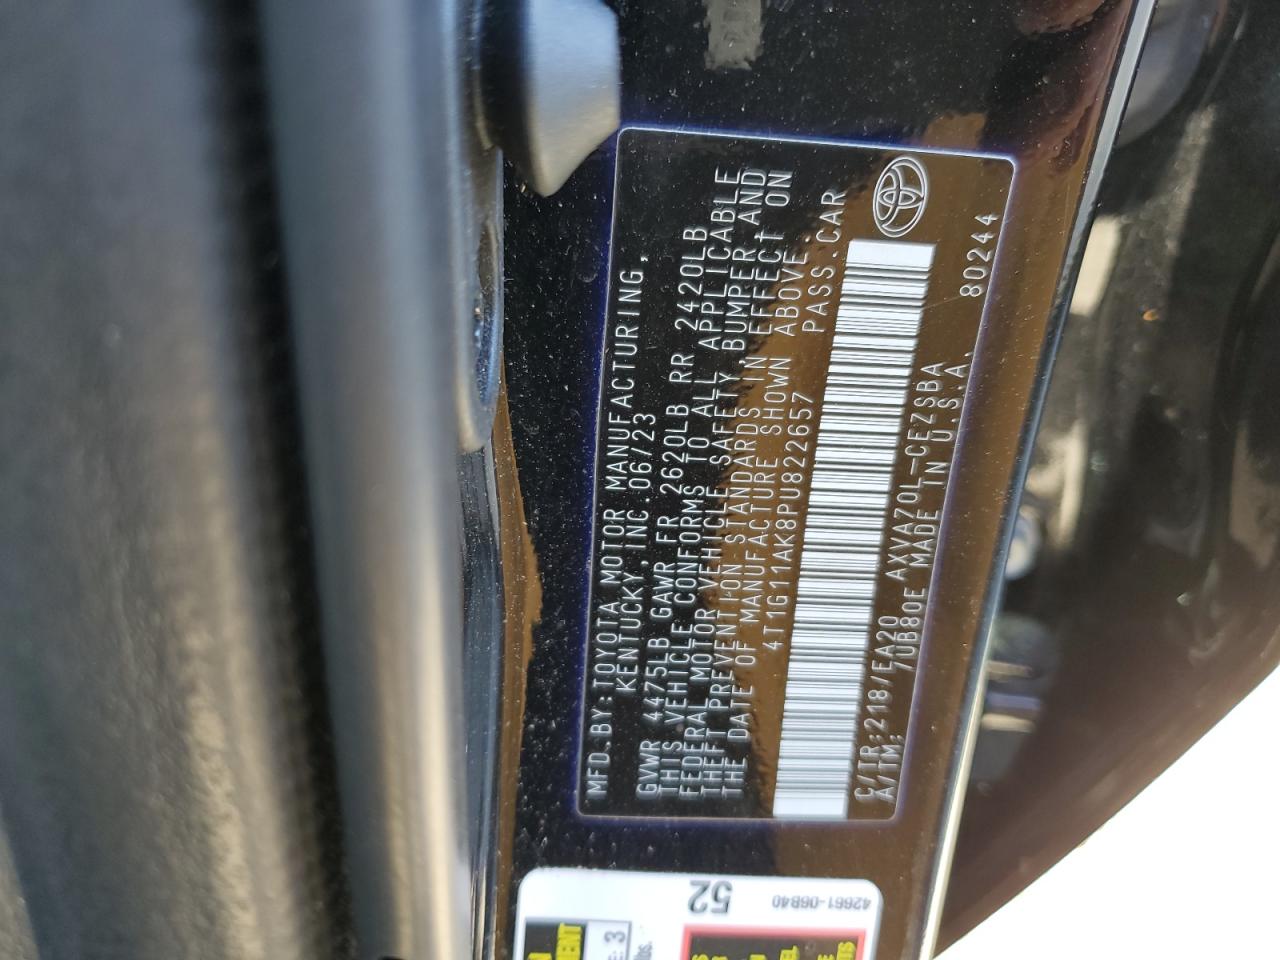 MFD.BY:TOYOTA MOTOR MANUFACTURING,
KENTUCKY,INC.06/23
GVWR 4475LB GAWR FR 2620LB RR 2420LB
THIS VEHICLE CONFORMS TO ALL APPLICABLE
FEDERAL MOTOR VEHICLE SAFETY,BUMPER,AND
THEFT PREVENTION STANDARDS IN EFFECT ON
THE DATE OF MANUFACTURE SHOWN ABOVE.
4T1G11AK8PU822657 PASS.CAR
C/TR:218/EA20 AXVA70L-CEZSBA
A/TM: 7UB80E MADE IN U.S.A. 80244
52
42661-06B40
3
lbs.